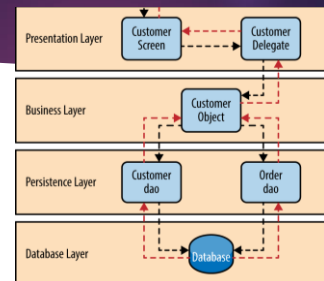 Presentation Layer
Customer
Screen
Customer
Delegate
Business Layer
Customer
Object
Persistence Layer
Customer
dao
Order
dao
Database Layer
Database